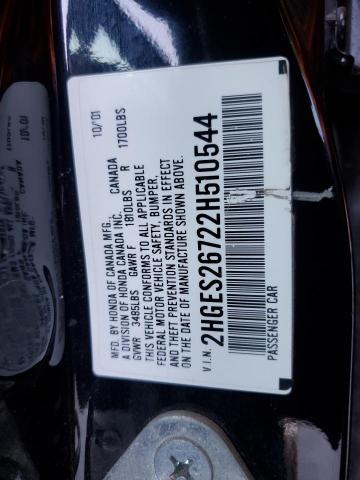 MFD. BY HONDA OF CANADA MFG., CANADA 10/01
A DIVISION OF HONDA CANADA INC.
GVWR 3485LBS GAWR F 1810LBS R 1700LBS
THIS VEHICLE CONFORMS TO ALL APPLICABLE
FEDERAL MOTOR VEHICLE SAFETY, BUMPER,
AND THEFT PREVENTION STANDARDS IN EFFECT
ON THE DATE OF MANUFACTURE SHOWN ABOVE.
V.I.N. 2HGES26722H510544
PASSENGER CAR